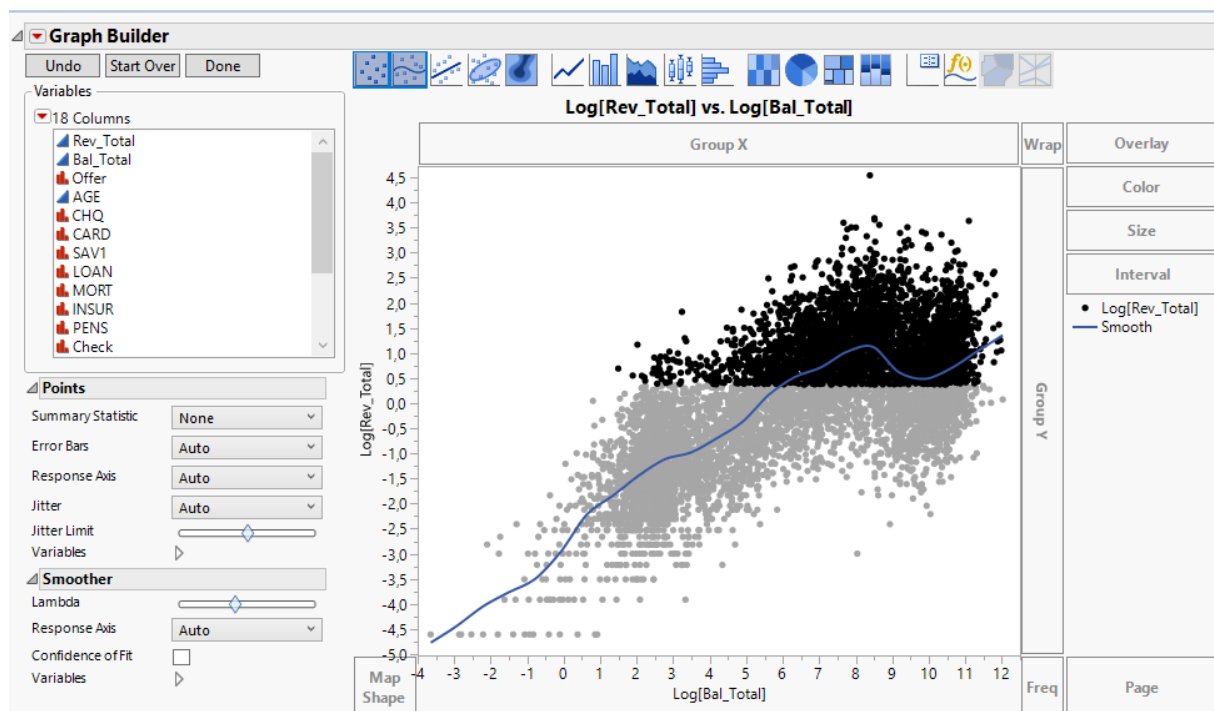 Graph Builder
Undo Start Over Done
Variables
18 Columns
Rev_Total
Bal_Total
Offer
AGE
CHQ
CARD
SAV1
LOAN
MORT
INSUR
PENS
Check
Points
Summary Statistic None
Error Bars Auto
Response Axis Auto
Jitter Auto
Jitter Limit
Variables
Smoother
Lambda
Response Axis Auto
Confidence of Fit
Variables
Log[Rev_Total] vs. Log[Bal_Total]
Group X
Wrap
Overlay
Color
Size
Interval
Log[Rev_Total]
Smooth
Group Y
Log[Rev_Total]
4,5
4,0
3,5
3,0
2,5
2,0
1,5
1,0
0,5
0,0
-0,5
-1,0
-1,5
-2,0
-2,5
-3,0
-3,5
-4,0
-4,5
-5,0
-4 -3 -2 -1 0 1 2 3 4 5 6 7 8 9 10 11 12
Log[Bal_Total]
Map
Shape
Freq
Page